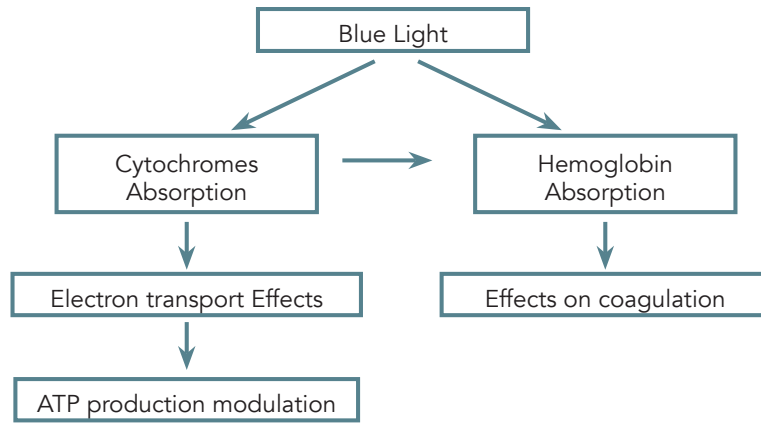 Blue Light
Cytochromes
Absorption
Hemoglobin
Absorption
Electron transport Effects
Effects on coagulation
ATP production modulation